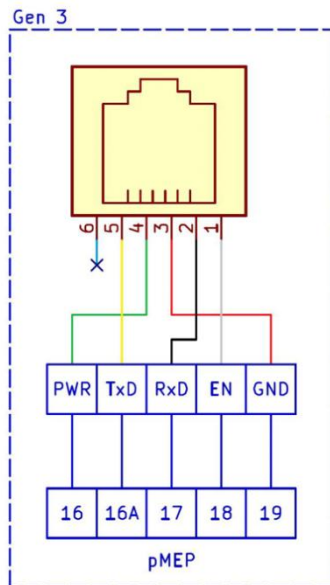 Gen 3
6 5 4 3 2 1
PWR TxD RxD EN GND
16 16A 17 18 19
pMEP